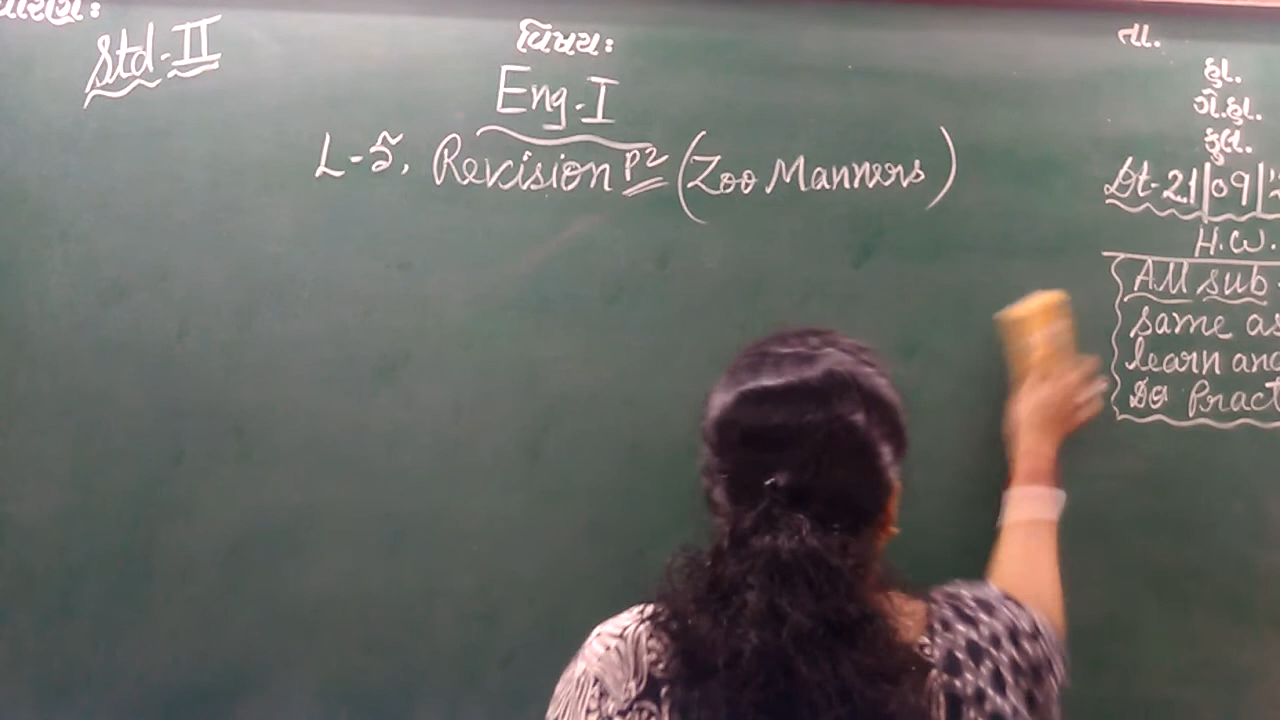 Std-II
વિષય:
Eng-I
L-5. Revision P2 (Zoo Manners)
તા.
હા.
ગે.હા.
કુલ.
Dt-21/09/
H.W.
All sub
same as
learn and
Do Pract